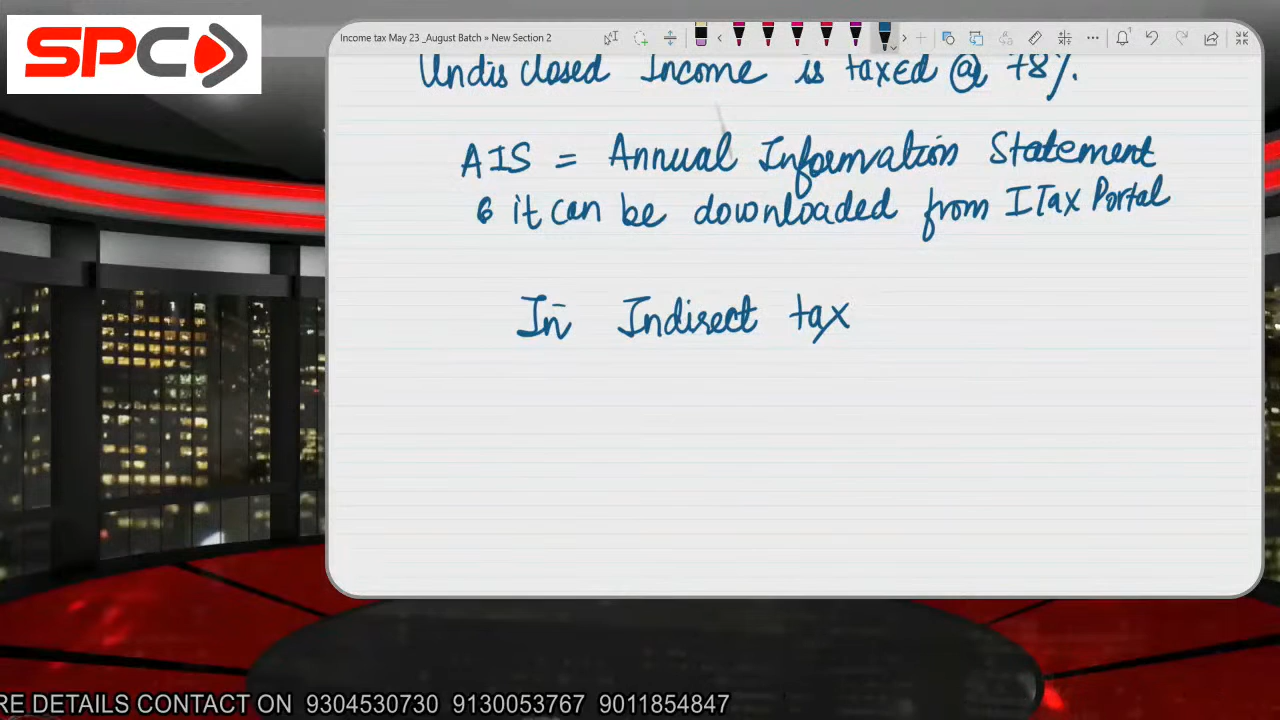 SPC
Income tax May 23 _August Batch » New Section 2
Undisclosed Income is taxed @ 78%.
AIS = Annual Information Statement
it can be downloaded from ITax Portal
In Indirect tax
RE DETAILS CONTACT ON 9304530730 9130053767 9011854847